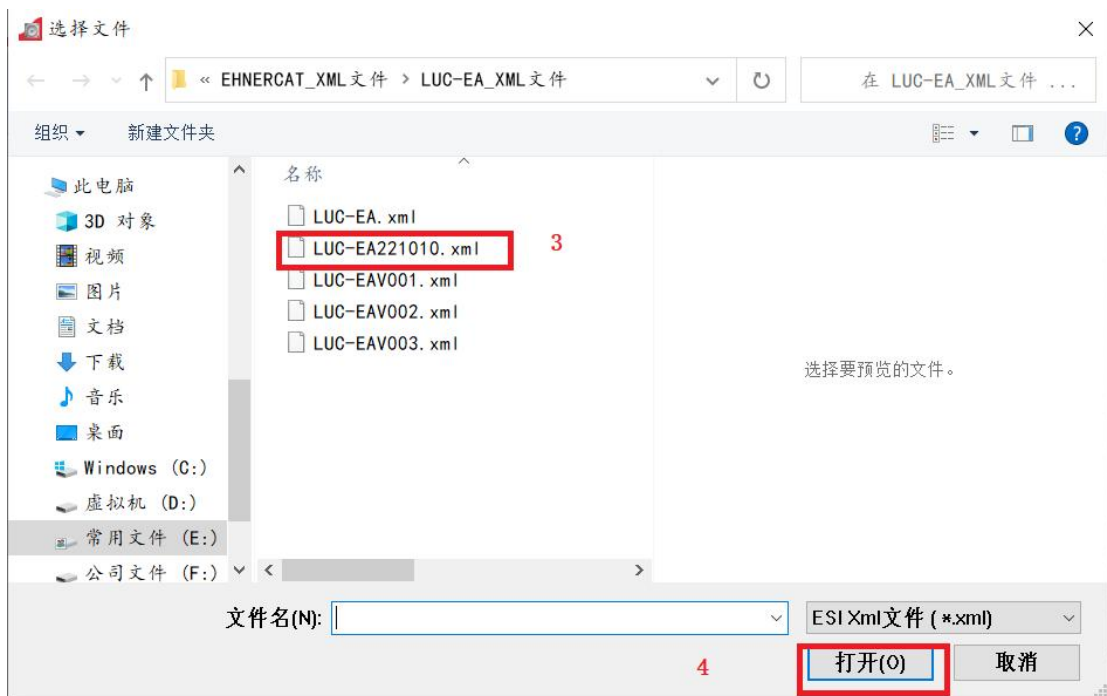 选择文件
« EHNERCAT_XML文件 > LUC-EA_XML文件
在 LUC-EA_XML文件 ...
组织
新建文件夹
?
此电脑
3D 对象
视频
图片
文档
下载
音乐
桌面
Windows (C:)
虚拟机 (D:)
常用文件 (E:)
公司文件 (F:)
名称
LUC-EA.xml
LUC-EA221010.xml
3
LUC-EAV001.xml
LUC-EAV002.xml
LUC-EAV003.xml
选择要预览的文件。
文件名(N):
ESI Xml文件 (*.xml)
4
打开(O)
取消